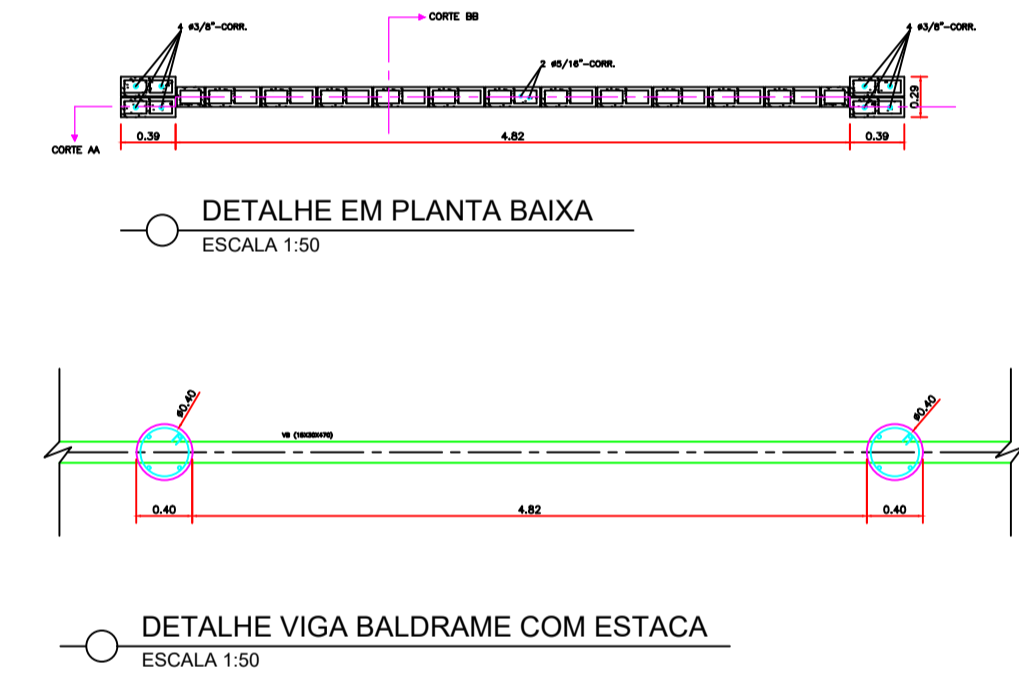 CORTE BB
4 ø3/8"-CORR.
4 ø3/8"-CORR.
2 ø5/16"-CORR.
0.29
CORTE AA
0.39
4.82
0.39
DETALHE EM PLANTA BAIXA
ESCALA 1:50
ø0.40
ø0.40
VB (15X30X470)
0.40
4.82
0.40
DETALHE VIGA BALDRAME COM ESTACA
ESCALA 1:50